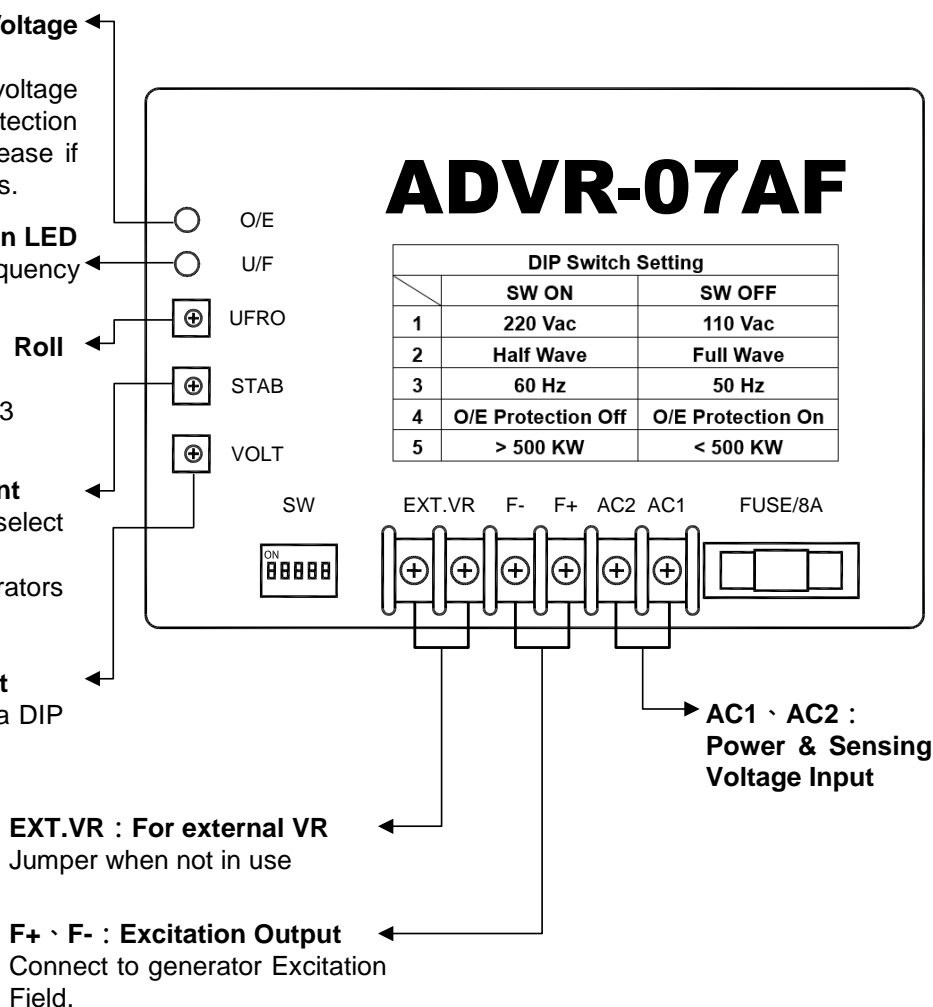 Voltage
voltage
tection
ease if
s.
n LED
quency
Roll
3
nt
select
rators
t
a DIP
ADVR-07AF
O/E
U/F
UFRO
STAB
VOLT
DIP Switch Setting
SW ON SW OFF
1 220 Vac 110 Vac
2 Half Wave Full Wave
3 60 Hz 50 Hz
4 O/E Protection Off O/E Protection On
5 > 500 KW < 500 KW
SW EXT.VR F- F+ AC2 AC1 FUSE/8A
ON
AC1、AC2：
Power & Sensing
Voltage Input
EXT.VR：For external VR
Jumper when not in use
F+、F-：Excitation Output
Connect to generator Excitation
Field.